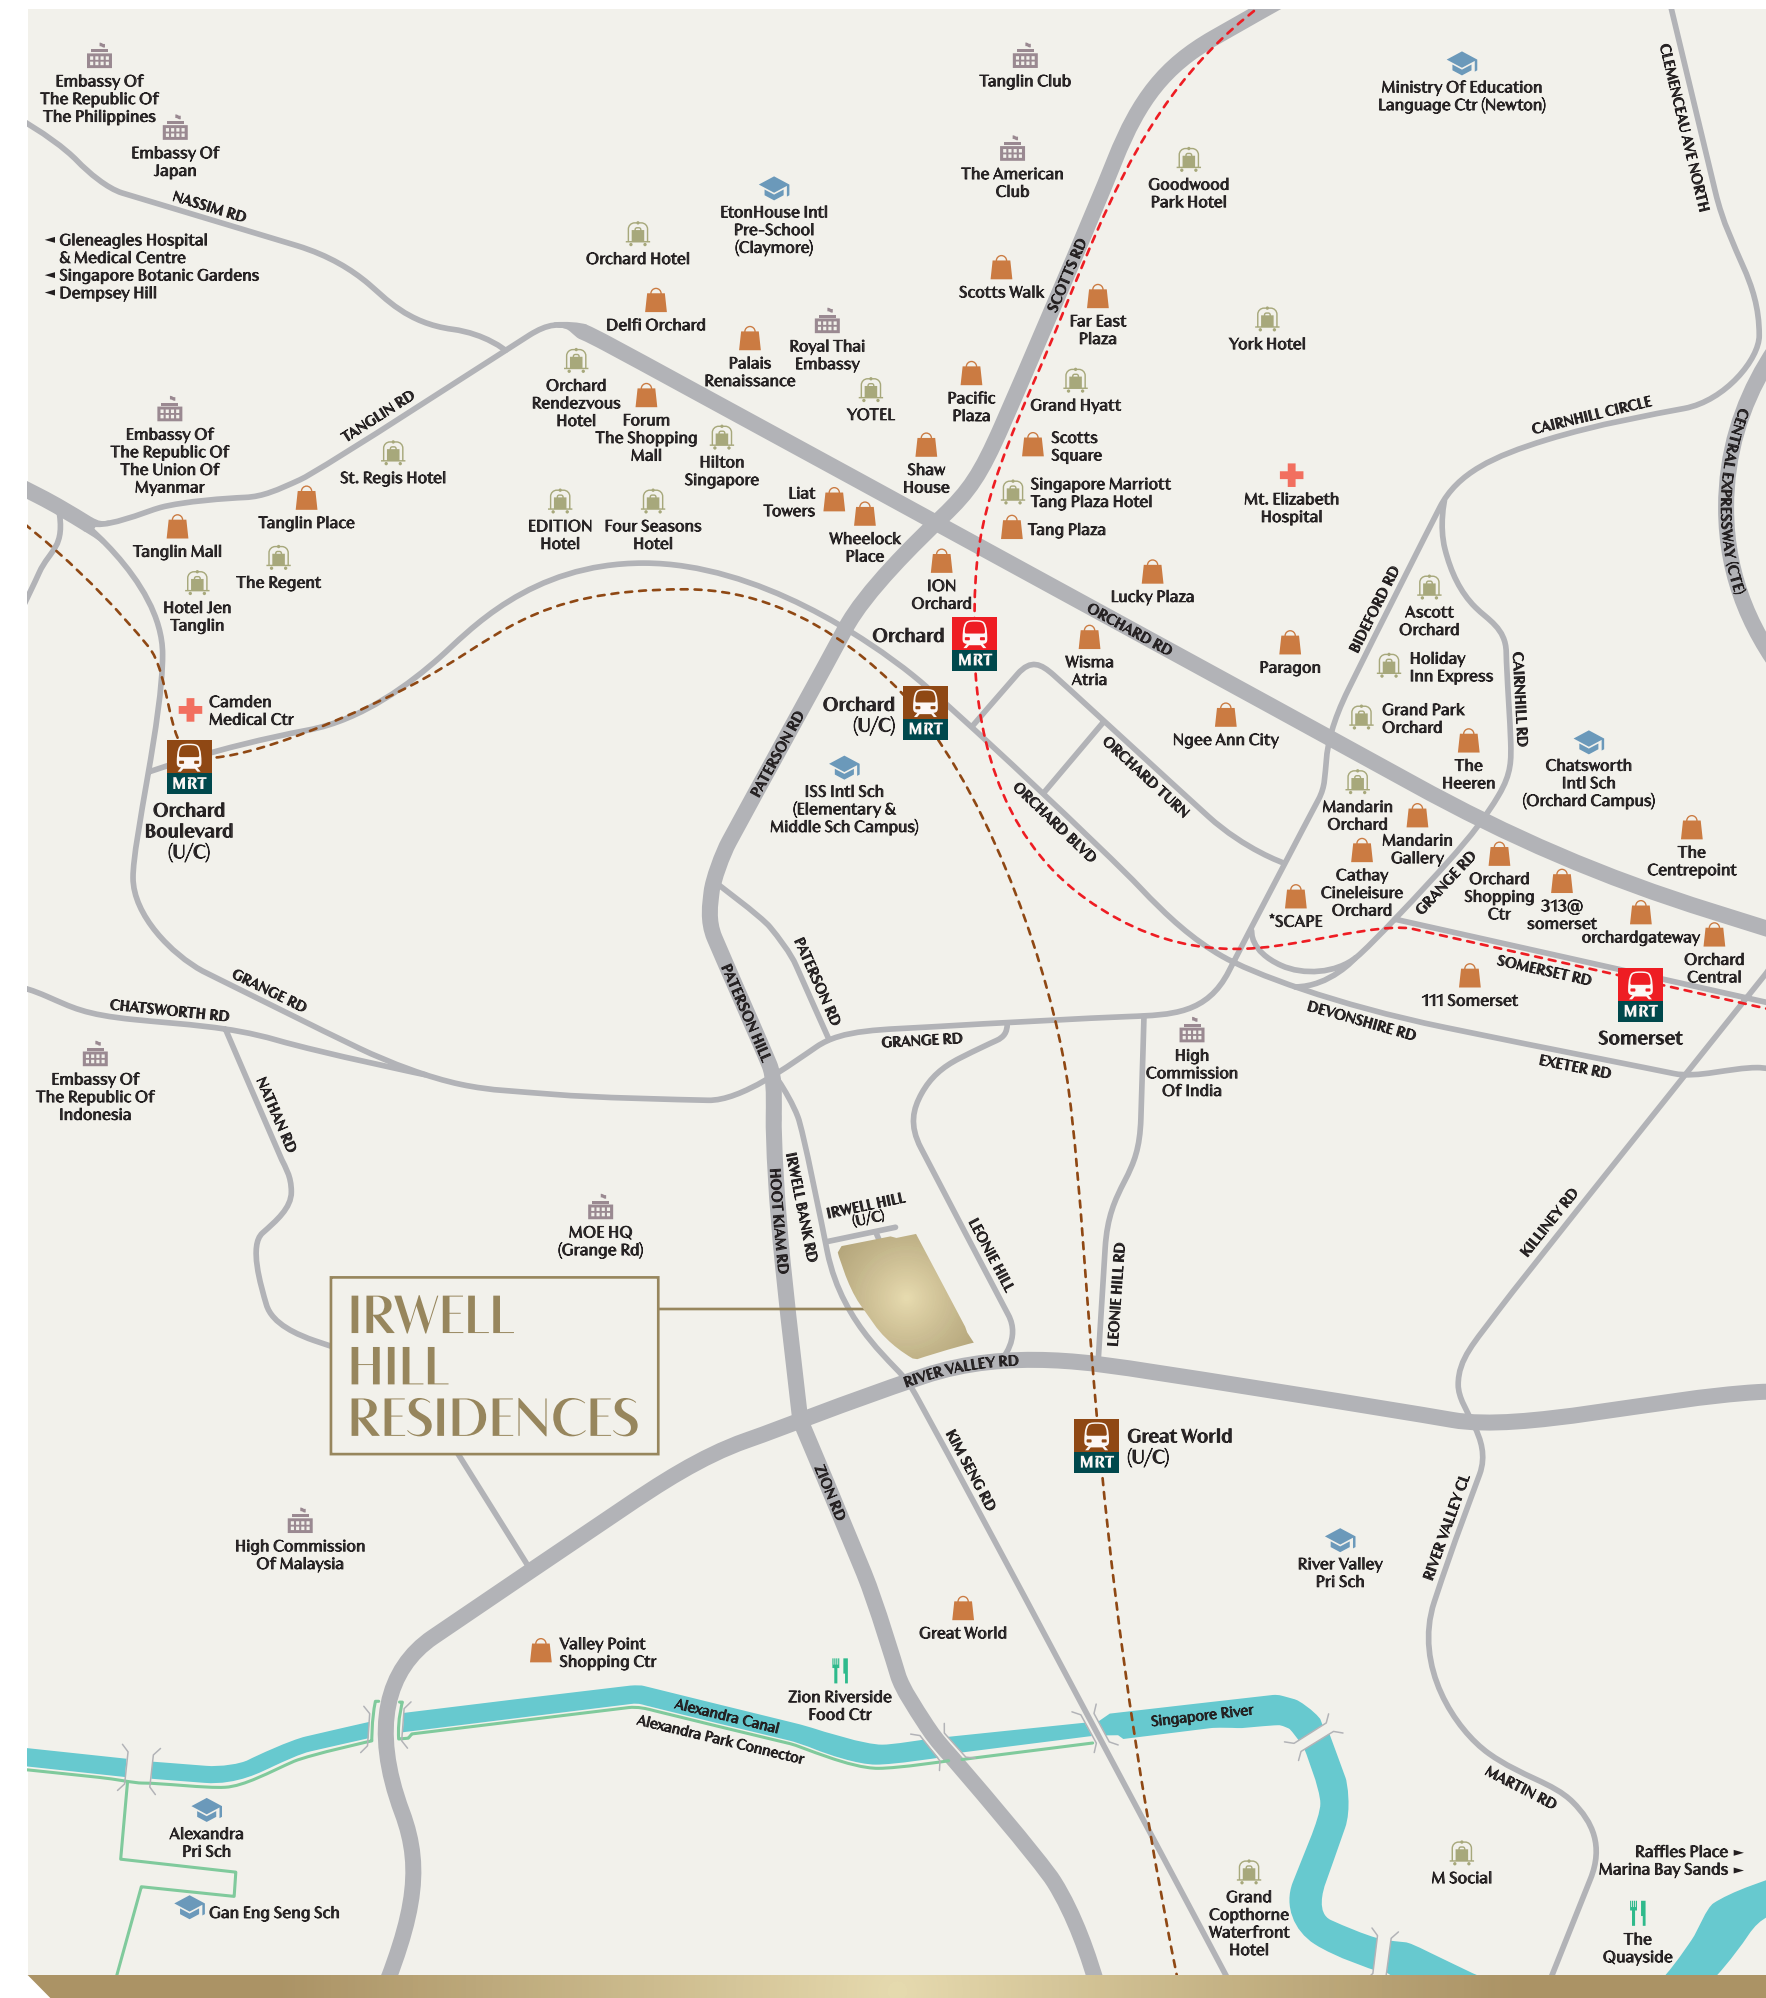 Embassy Of
The Republic Of
The Philippines
Embassy Of
Japan
NASSIM RD
◄ Gleneagles Hospital
& Medical Centre
◄ Singapore Botanic Gardens
◄ Dempsey Hill
Tanglin Club
The American
Club
Ministry Of Education
Language Ctr (Newton)
CLEMENCEAU AVE NORTH
Goodwood
Park Hotel
EtonHouse Intl
Pre-School
(Claymore)
Orchard Hotel
Delfi Orchard
Palais
Renaissance
Royal Thai
Embassy
YOTEL
Scotts Walk
SCOTTS RD
Far East
Plaza
York Hotel
Pacific
Plaza
Grand Hyatt
Scotts
Square
Shaw
House
Singapore Marriott
Tang Plaza Hotel
Tang Plaza
Mt. Elizabeth
Hospital
CAIRNHILL CIRCLE
CENTRAL EXPRESSWAY (CTE)
Orchard
Rendezvous
Hotel
Forum
The Shopping
Mall
Hilton
Singapore
TANGLIN RD
Embassy Of
The Republic Of
The Union Of
Myanmar
St. Regis Hotel
Tanglin Place
Tanglin Mall
The Regent
Hotel Jen
Tanglin
EDITION
Hotel
Four Seasons
Hotel
Liat
Towers
Wheelock
Place
ION
Orchard
Orchard
MRT
Lucky Plaza
ORCHARD RD
Wisma
Atria
Paragon
BIDEFORD RD
Ascott
Orchard
Holiday
Inn Express
Grand Park
Orchard
CAIRNHILL RD
Camden
Medical Ctr
MRT
Orchard
Boulevard
(U/C)
Orchard
(U/C)
MRT
PATERSON RD
ISS Intl Sch
(Elementary &
Middle Sch Campus)
Ngee Ann City
ORCHARD TURN
ORCHARD BLVD
The
Heeren
Chatsworth
Intl Sch
(Orchard Campus)
Mandarin
Orchard
Mandarin
Gallery
Cathay
Cineleisure
Orchard
*SCAPE
GRANGE RD
Orchard
Shopping
Ctr
313@
somerset
The
Centrepoint
orchardgateway
Orchard
Central
SOMERSET RD
111 Somerset
MRT
Somerset
DEVONSHIRE RD
EXETER RD
GRANGE RD
CHATSWORTH RD
PATERSON HILL
PATERSON RD
GRANGE RD
High
Commission
Of India
Embassy Of
The Republic Of
Indonesia
NATHAN RD
MOE HQ
(Grange Rd)
HOOT KIAM RD
IRWELL BANK RD
IRWELL HILL
(U/C)
LEONIE HILL
LEONIE HILL RD
KILLINEY RD
IRWELL
HILL
RESIDENCES
RIVER VALLEY RD
MRT
Great World
(U/C)
KIM SENG RD
ZION RD
RIVER VALLEY CL
High Commission
Of Malaysia
River Valley
Pri Sch
Great World
Valley Point
Shopping Ctr
Zion Riverside
Food Ctr
Alexandra Canal
Alexandra Park Connector
Singapore River
MARTIN RD
Alexandra
Pri Sch
Gan Eng Seng Sch
Grand
Copthorne
Waterfront
Hotel
M Social
Raffles Place ►
Marina Bay Sands ►
The
Quayside